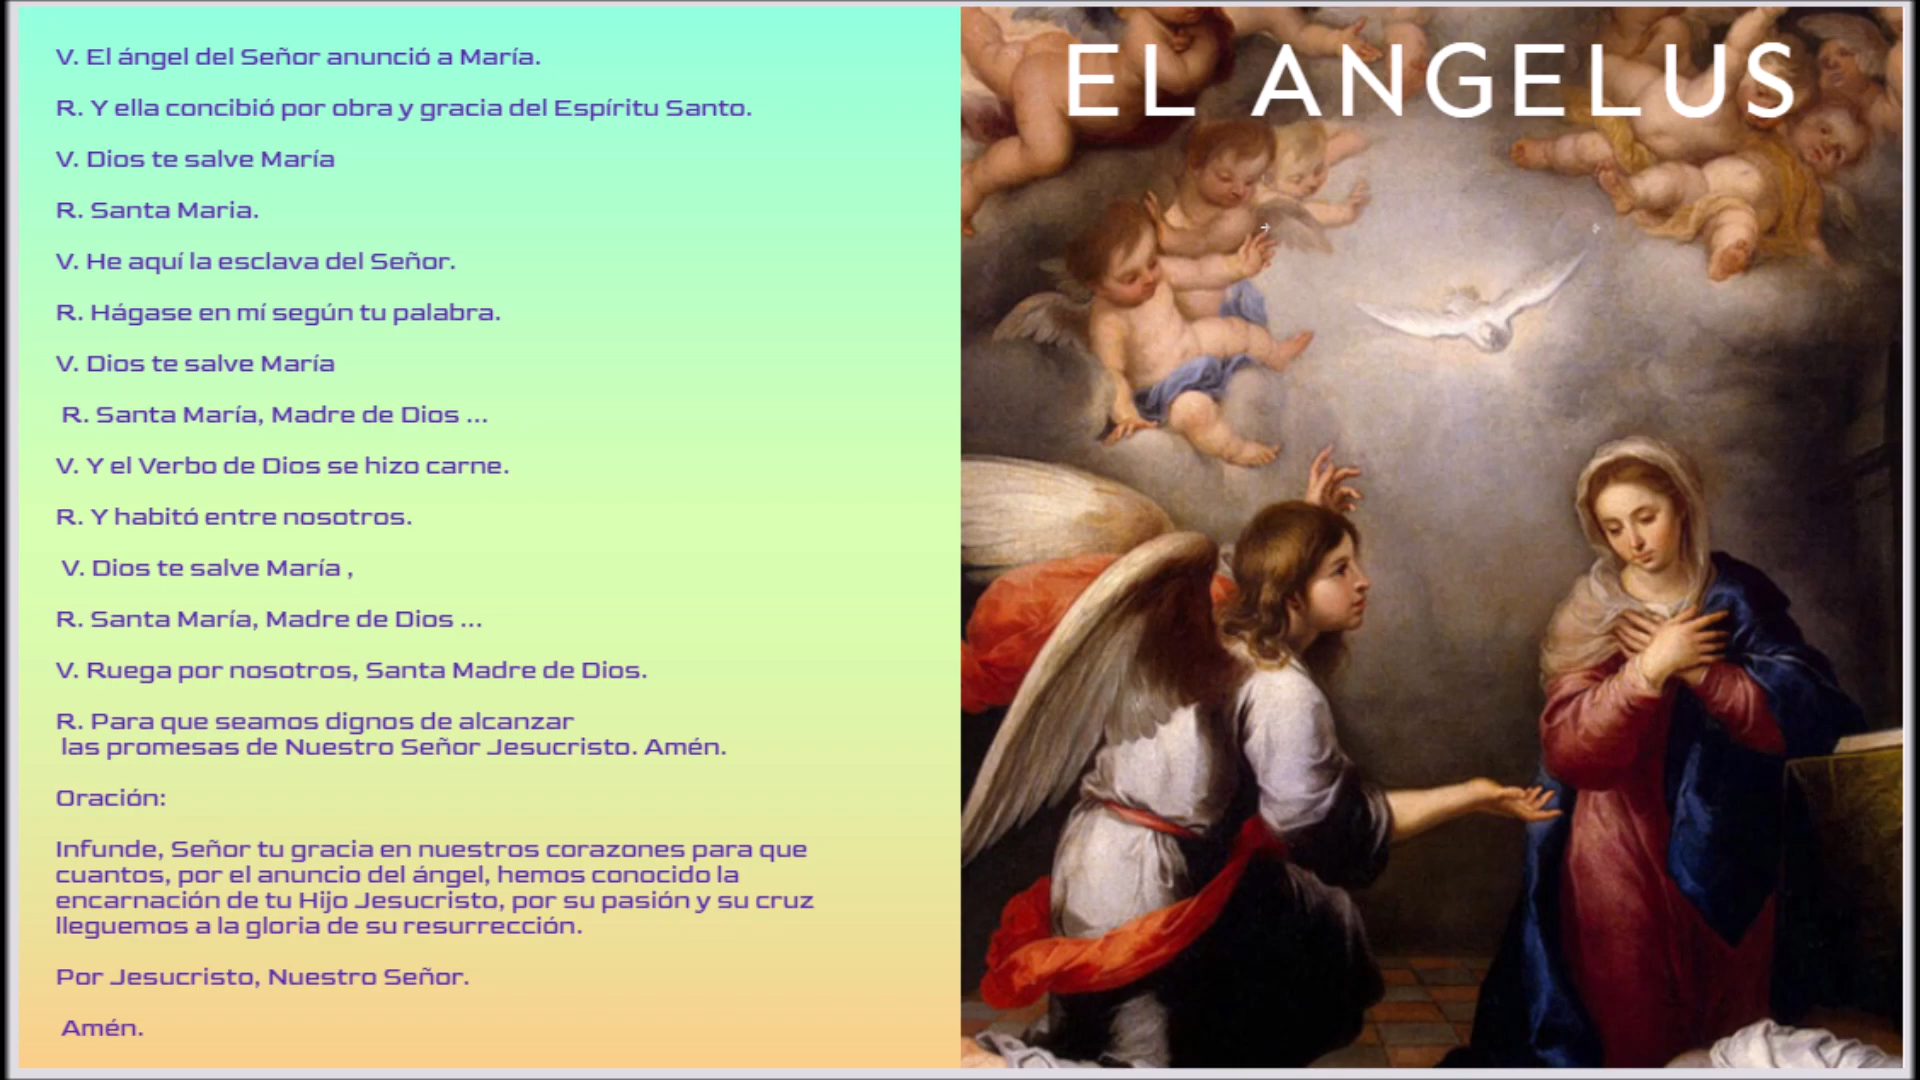 EL ANGELUS
V. El ángel del Señor anunció a María.
R. Y ella concibió por obra y gracia del Espíritu Santo.
V. Dios te salve María
R. Santa Maria.
V. He aquí la esclava del Señor.
R. Hágase en mí según tu palabra.
V. Dios te salve María
R. Santa María, Madre de Dios ...
V. Y el Verbo de Dios se hizo carne.
R. Y habitó entre nosotros.
V. Dios te salve María ,
R. Santa María, Madre de Dios ...
V. Ruega por nosotros, Santa Madre de Dios.
R. Para que seamos dignos de alcanzar
las promesas de Nuestro Señor Jesucristo. Amén.
Oración:
Infunde, Señor tu gracia en nuestros corazones para que
cuantos, por el anuncio del ángel, hemos conocido la
encarnación de tu Hijo Jesucristo, por su pasión y su cruz
lleguemos a la gloria de su resurrección.
Por Jesucristo, Nuestro Señor.
Amén.